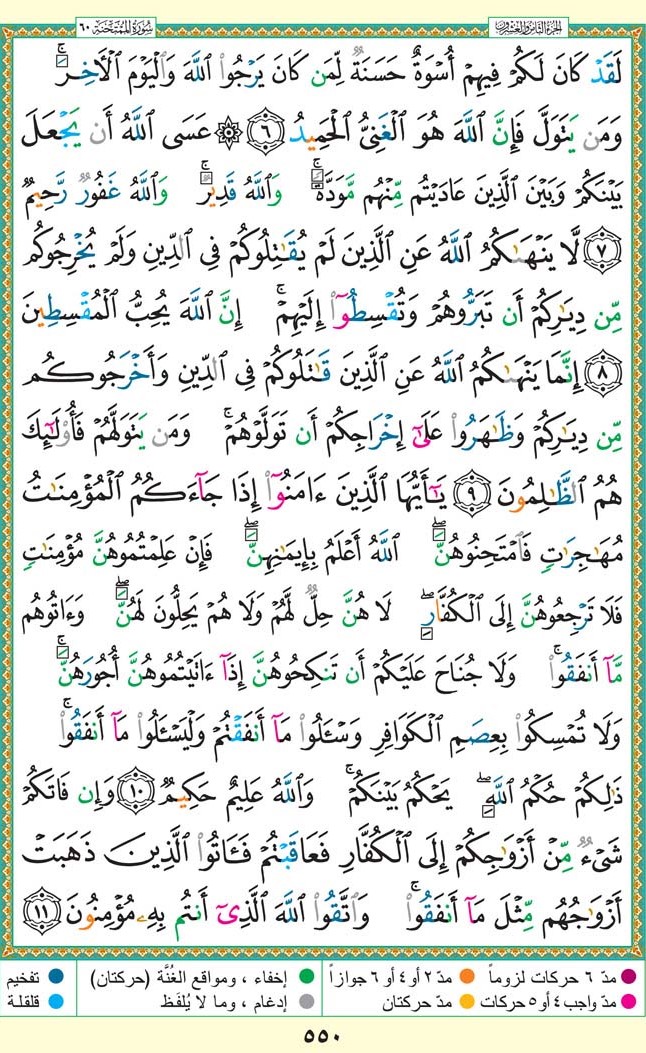 الجزء الثامن والعشرون سورة الممتحنة ٦٠
لَقَدْ كَانَ لَكُمْ فِيهِمْ أُسْوَةٌ حَسَنَةٌ لِّمَن كَانَ يَرْجُوا۟ ٱللَّهَ وَٱلْيَوْمَ ٱلْـَٔاخِرَ ۚ
وَمَن يَتَوَلَّ فَإِنَّ ٱللَّهَ هُوَ ٱلْغَنِىُّ ٱلْحَمِيدُ ٦ ۞ عَسَى ٱللَّهُ أَن يَجْعَلَ
بَيْنَكُمْ وَبَيْنَ ٱلَّذِينَ عَادَيْتُم مِّنْهُم مَّوَدَّةً ۚ وَٱللَّهُ قَدِيرٌ ۚ وَٱللَّهُ غَفُورٌ رَّحِيمٌ
٧ لَّا يَنْهَىٰكُمُ ٱللَّهُ عَنِ ٱلَّذِينَ لَمْ يُقَـٰتِلُوكُمْ فِى ٱلدِّينِ وَلَمْ يُخْرِجُوكُم
مِّن دِيَـٰرِكُمْ أَن تَبَرُّوهُمْ وَتُقْسِطُوٓا۟ إِلَيْهِمْ ۚ إِنَّ ٱللَّهَ يُحِبُّ ٱلْمُقْسِطِينَ
٨ إِنَّمَا يَنْهَىٰكُمُ ٱللَّهُ عَنِ ٱلَّذِينَ قَـٰتَلُوكُمْ فِى ٱلدِّينِ وَأَخْرَجُوكُم
مِّن دِيَـٰرِكُمْ وَظَـٰهَرُوا۟ عَلَىٰٓ إِخْرَاجِكُمْ أَن تَوَلَّوْهُمْ ۚ وَمَن يَتَوَلَّهُمْ فَأُو۟لَـٰٓئِكَ
هُمُ ٱلظَّـٰلِمُونَ ٩ يَـٰٓأَيُّهَا ٱلَّذِينَ ءَامَنُوٓا۟ إِذَا جَآءَكُمُ ٱلْمُؤْمِنَـٰتُ
مُهَـٰجِرَٰتٍ فَٱمْتَحِنُوهُنَّ ۖ ٱللَّهُ أَعْلَمُ بِإِيمَـٰنِهِنَّ ۖ فَإِنْ عَلِمْتُمُوهُنَّ مُؤْمِنَـٰتٍ
فَلَا تَرْجِعُوهُنَّ إِلَى ٱلْكُفَّارِ ۖ لَا هُنَّ حِلٌّ لَّهُمْ وَلَا هُمْ يَحِلُّونَ لَهُنَّ ۖ وَءَاتُوهُم
مَّآ أَنفَقُوا۟ ۚ وَلَا جُنَاحَ عَلَيْكُمْ أَن تَنكِحُوهُنَّ إِذَآ ءَاتَيْتُمُوهُنَّ أُجُورَهُنَّ ۚ
وَلَا تُمْسِكُوا۟ بِعِصَمِ ٱلْكَوَافِرِ وَسْـَٔلُوا۟ مَآ أَنفَقْتُمْ وَلْيَسْـَٔلُوا۟ مَآ أَنفَقُوا۟ ۚ
ذَٰلِكُمْ حُكْمُ ٱللَّهِ ۖ يَحْكُمُ بَيْنَكُمْ ۚ وَٱللَّهُ عَلِيمٌ حَكِيمٌ ١٠ وَإِن فَاتَكُمْ
شَىْءٌ مِّنْ أَزْوَٰجِكُمْ إِلَى ٱلْكُفَّارِ فَعَاقَبْتُمْ فَـَٔاتُوا۟ ٱلَّذِينَ ذَهَبَتْ
أَزْوَٰجُهُم مِّثْلَ مَآ أَنفَقُوا۟ ۚ وَٱتَّقُوا۟ ٱللَّهَ ٱلَّذِىٓ أَنتُم بِهِۦ مُؤْمِنُونَ ١١
مدّ ٦ حركات لزوماً مدّ ٢ أو ٤ أو ٦ جوازاً إخفاء ، ومواقع الغُنَّة (حركتان) تفخيم
مدّ واجب ٤ أو ٥ حركات مدّ حركتان إدغام ، وما لا يُلفَظ قلقلة
٥٥٠